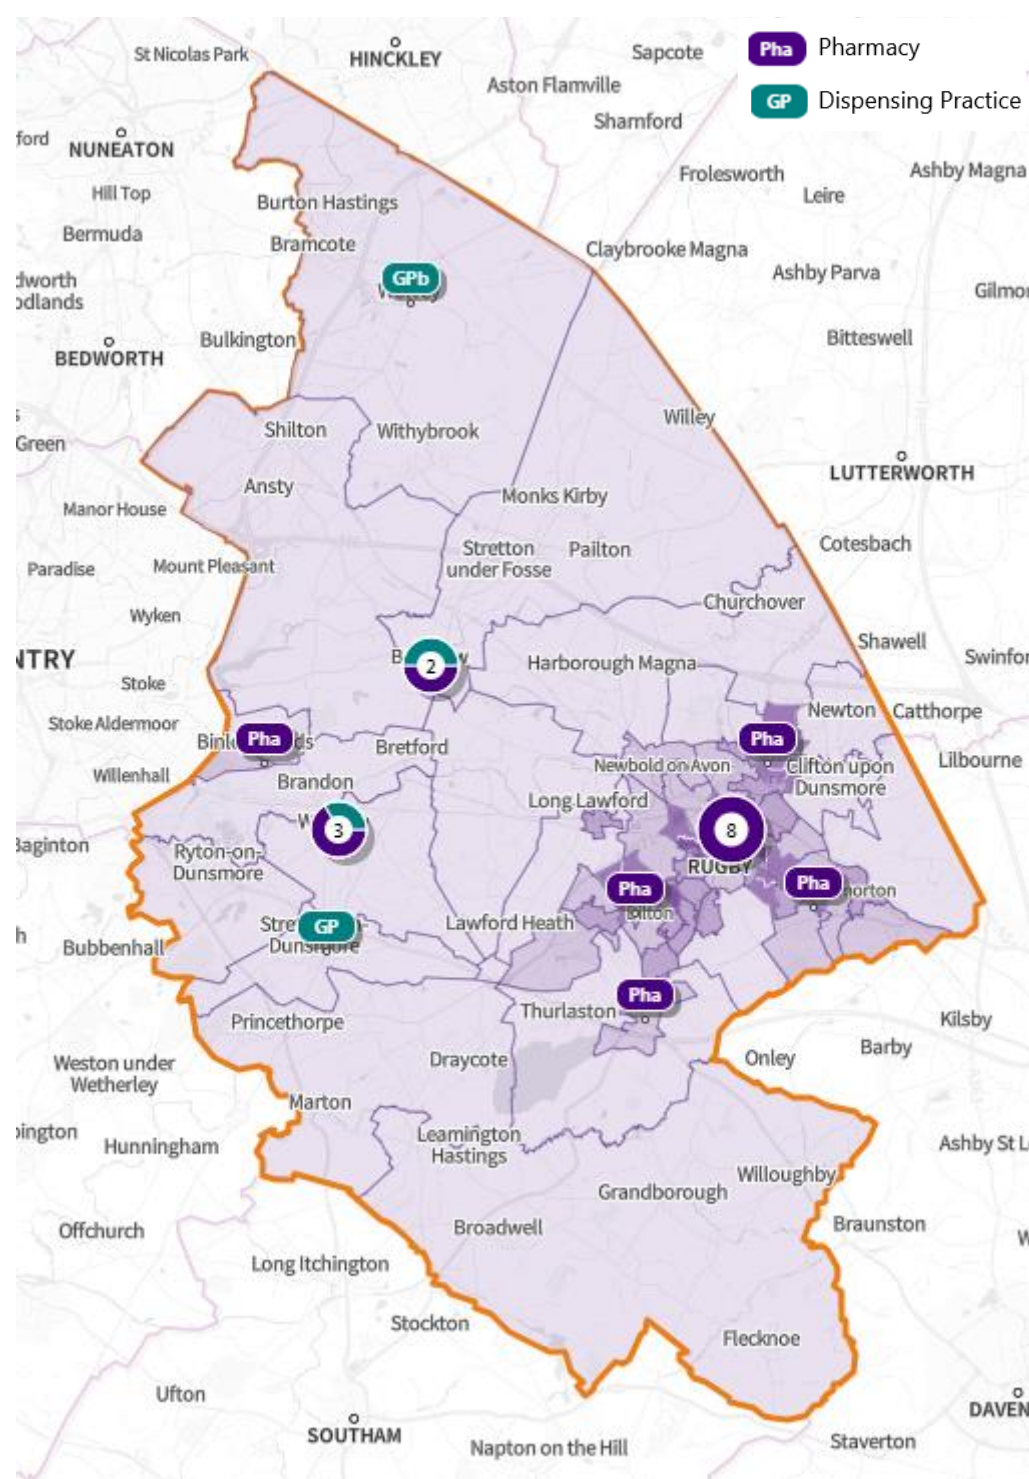 St Nicolas Park
HINCKLEY
Sapcote
Pha Pharmacy
Aston Flamville
GP Dispensing Practice
Sharnford
ford
NUNEATON
Frolesworth
Ashby Magna
Hill Top
Leire
Burton Hastings
Bermuda
Bramcote
Claybrooke Magna
dworth
odlands
GPb
Ashby Parva
Gilmo
Bulkington
Bitteswell
BEDWORTH
Willey
Shilton
Withybrook
Green
LUTTERWORTH
Ansty
Monks Kirby
Manor House
Stretton
under Fosse
Pailton
Cotesbach
Paradise
Mount Pleasant
Churchover
Wyken
Shawell
NTRY
2
Harborough Magna
Swinfor
Stoke
Newton
Catthorpe
Stoke Aldermoor
Pha
Bretford
Pha
Newbold on Avon
Clifton upon
Dunsmore
Lilbourne
Willenhall
Brandon
Long Lawford
3
8
Baginton
Ryton-on-
Dunsmore
RUGBY
Pha
Pha
orton
Bilton
Lawford Heath
GP
Dunsmore
h
Bubbenhall
Pha
Thurlaston
Princethorpe
Kilsby
Weston under
Wetherley
Draycote
Onley
Barby
Marton
ington
Hunningham
Leamington
Hastings
Ashby St L
Willoughby
Grandborough
Offchurch
Broadwell
Braunston
W
Long Itchington
Stockton
Flecknoe
Ufton
DAVEN
SOUTHAM
Napton on the Hill
Staverton